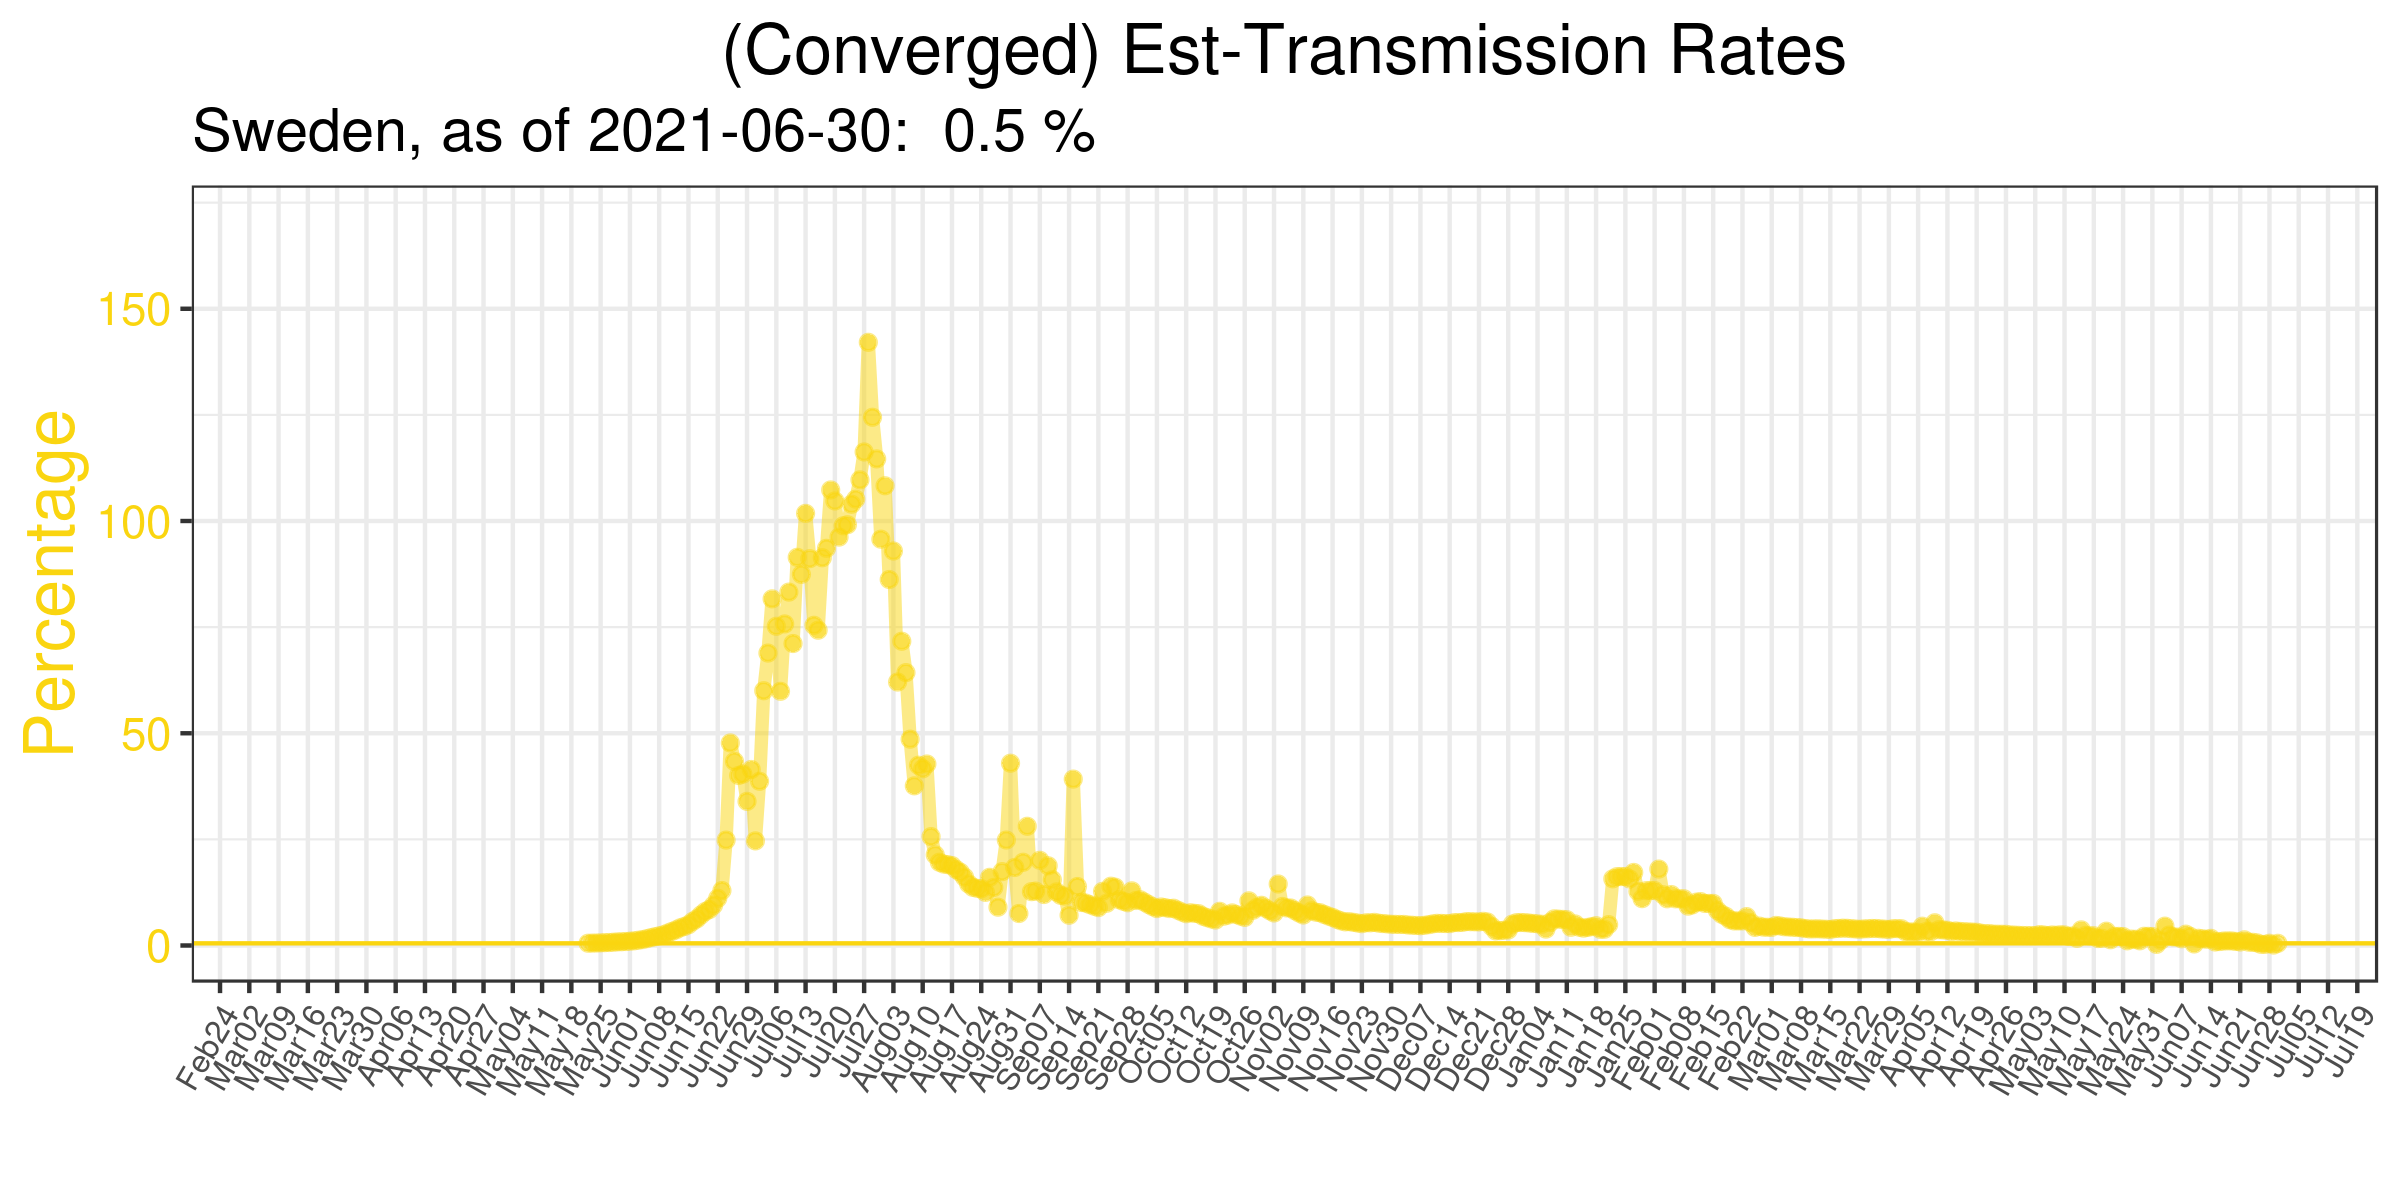 (Converged) Est-Transmission Rates
Sweden, as of 2021-06-30:  0.5 %
Percentage
150
100
50
0
Feb24
Mar02
Mar09
Mar16
Mar23
Mar30
Apr06
Apr13
Apr20
Apr27
May04
May11
May18
May25
Jun01
Jun08
Jun15
Jun22
Jun29
Jul06
Jul13
Jul20
Jul27
Aug03
Aug10
Aug17
Aug24
Aug31
Sep07
Sep14
Sep21
Sep28
Oct05
Oct12
Oct19
Oct26
Nov02
Nov09
Nov16
Nov23
Nov30
Dec07
Dec14
Dec21
Dec28
Jan04
Jan11
Jan18
Jan25
Feb01
Feb08
Feb15
Feb22
Mar01
Mar08
Mar15
Mar22
Mar29
Apr05
Apr12
Apr19
Apr26
May03
May10
May17
May24
May31
Jun07
Jun14
Jun21
Jun28
Jul05
Jul12
Jul19